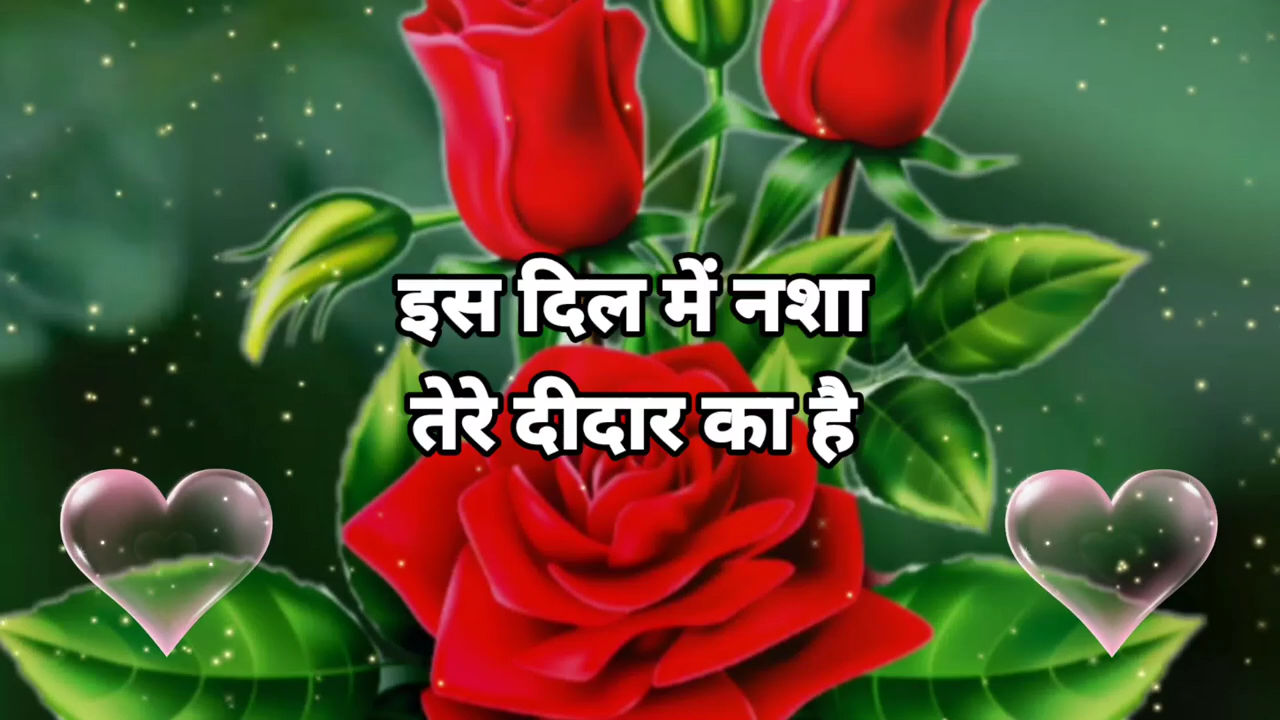 इस दिल में नशा
तेरे दीदार का है